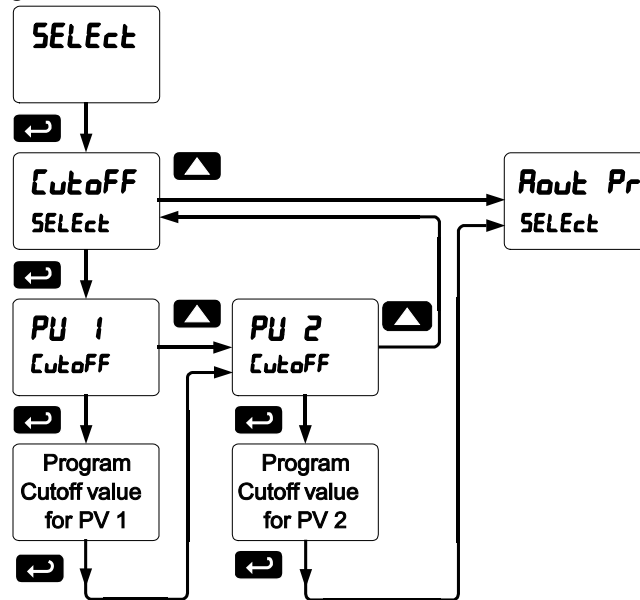 SELEct
CutoFF
SELEct
Aout Pr
SELEct
PU 1
CutoFF
PU 2
CutoFF
Program
Cutoff value
for PV 1
Program
Cutoff value
for PV 2